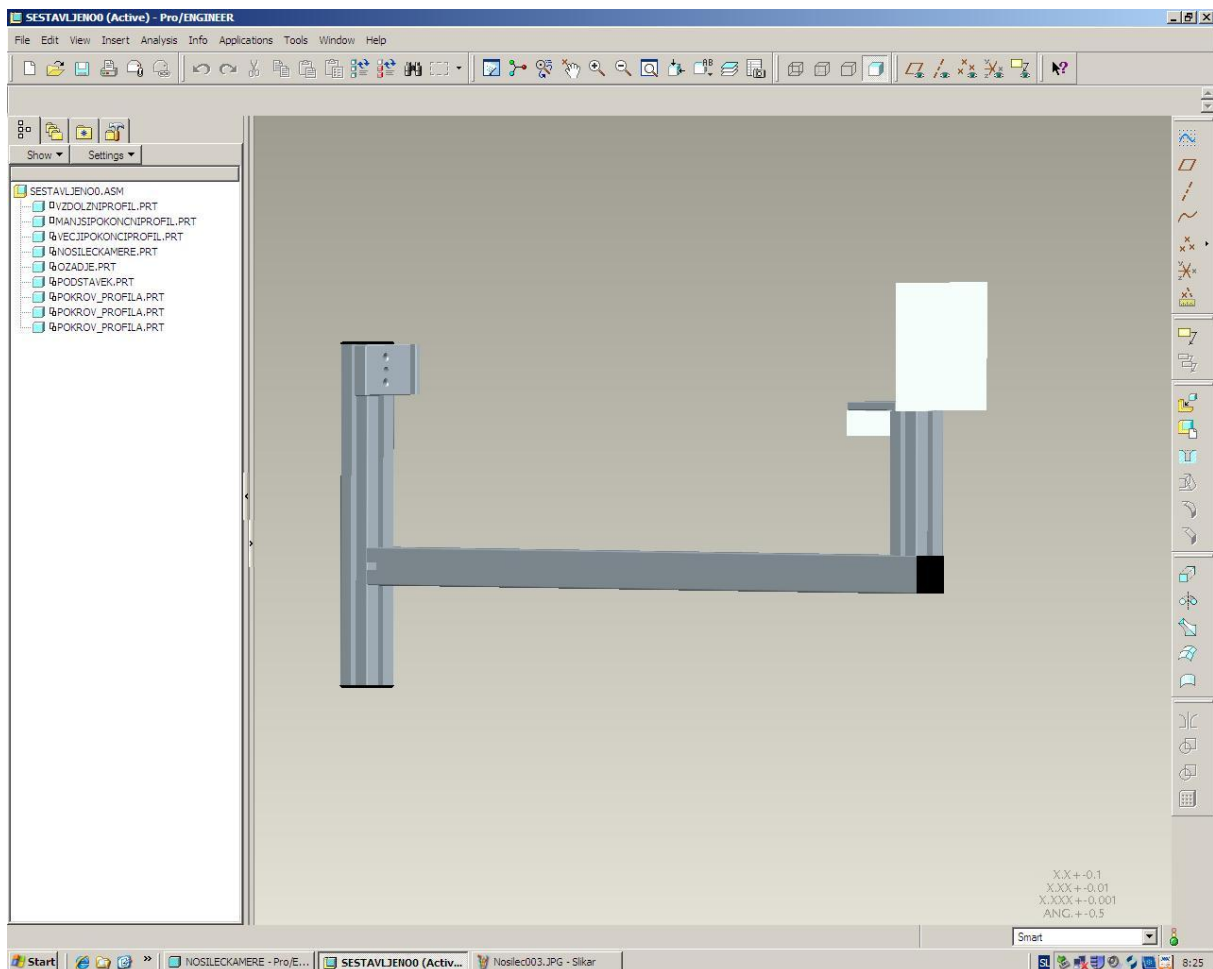 SESTAVLJENO0 (Active) - Pro/ENGINEER
File Edit View Insert Analysis Info Applications Tools Window Help
Show Settings
SESTAVLJENO0.ASM
VZDOLZNIPROFIL.PRT
MANJSIPOKONCNIPROFIL.PRT
VECJIPOKONCIPROFIL.PRT
NOSILECKAMERE.PRT
OZADJE.PRT
PODSTAVEK.PRT
POKROV_PROFILA.PRT
POKROV_PROFILA.PRT
POKROV_PROFILA.PRT
X.X+-0.1
X.XX+-0.01
X.XXX+-0.001
ANG.+-0.5
Smart
Start » NOSILECKAMERE - Pro/E... SESTAVLJENO0 (Activ... Nosilec003.JPG - Slikar SL 8:25